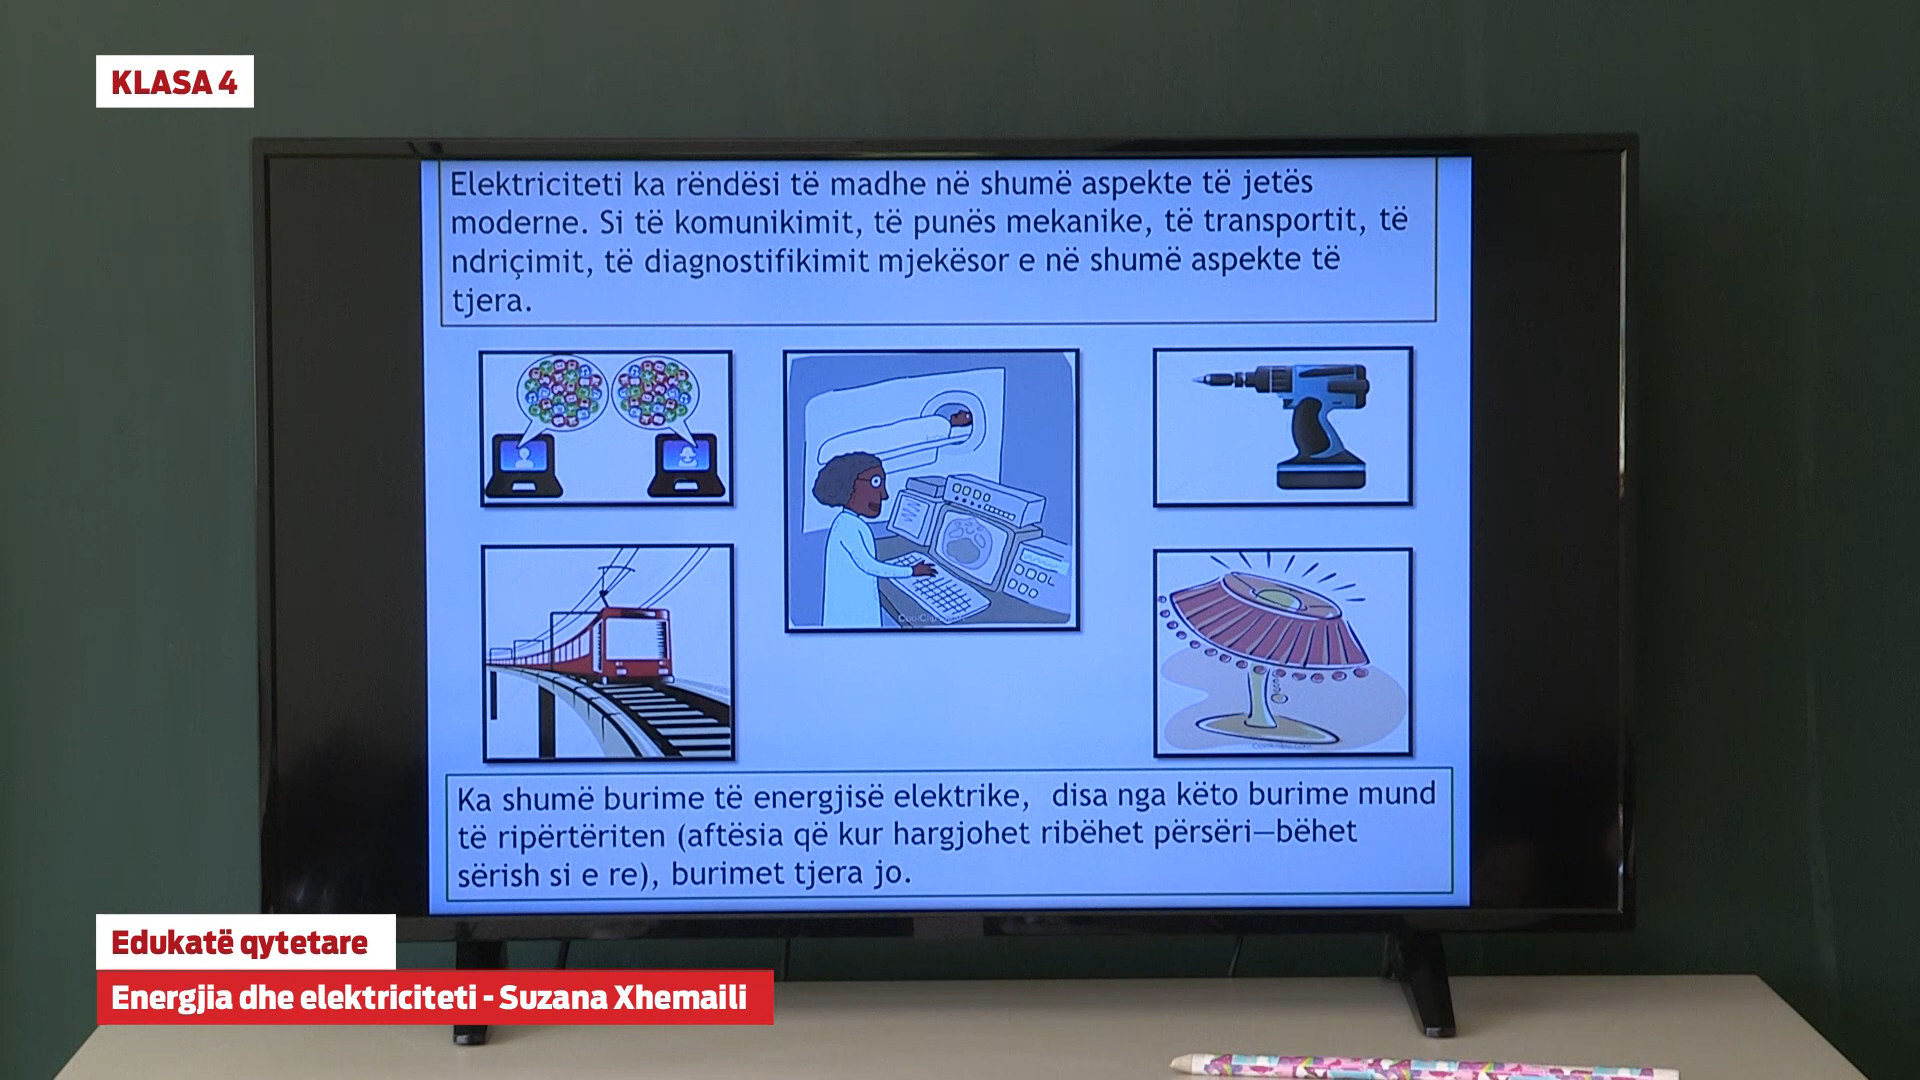 KLASA 4
Elektriciteti ka rëndësi të madhe në shumë aspekte të jetës
moderne. Si të komunikimit, të punës mekanike, të transportit, të
ndriçimit, të diagnostifikimit mjekësor e në shumë aspekte të
tjera.
Ka shumë burime të energjisë elektrike, disa nga këto burime mund
të ripërtëriten (aftësia që kur hargjohet ribëhet përsëri—bëhet
sërish si e re), burimet tjera jo.
Edukatë qytetare
Energjia dhe elektriciteti - Suzana Xhemaili